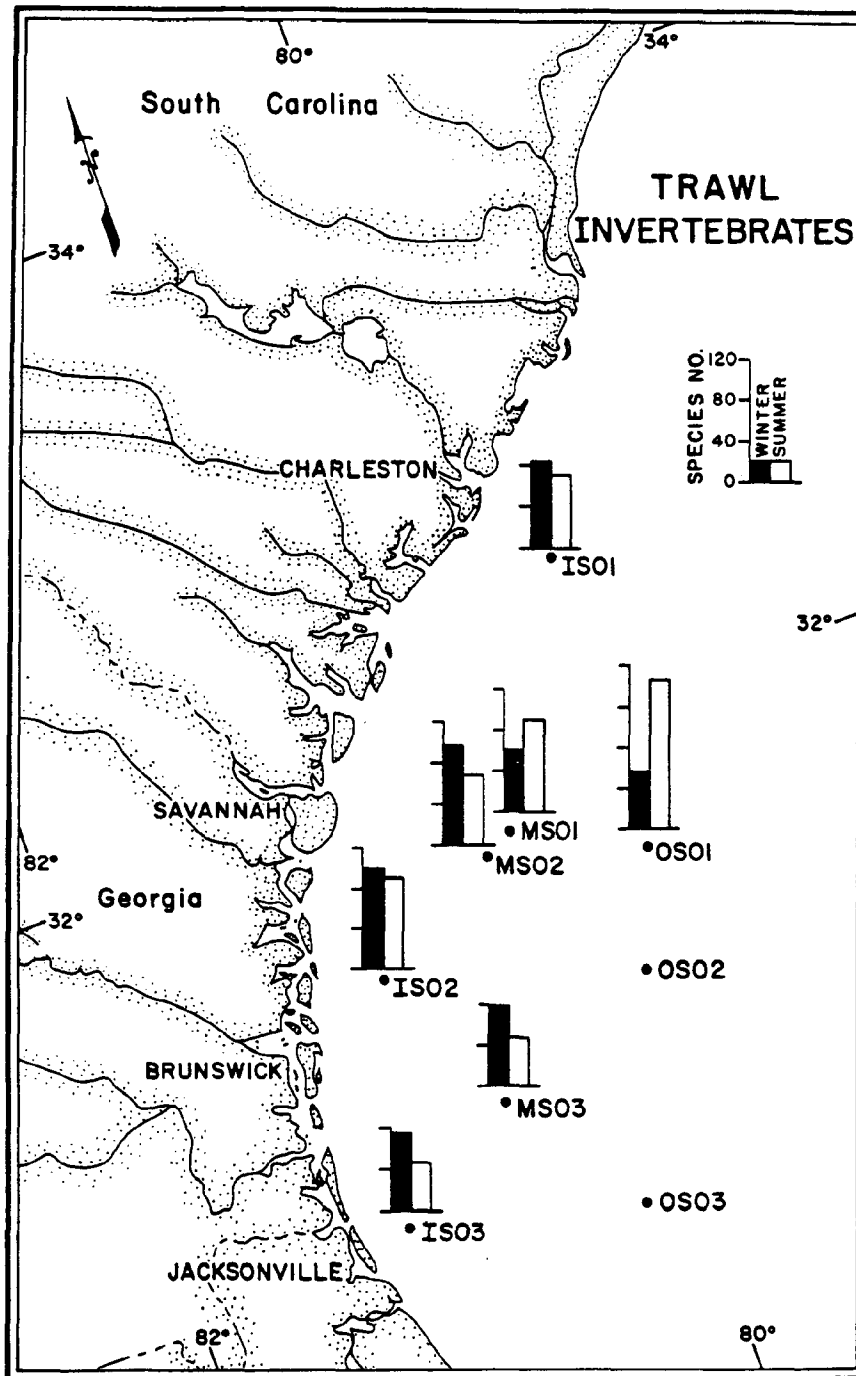 80°
34°
South Carolina
N
TRAWL
INVERTEBRATES
34°
SPECIES NO.
120
80
40
0
WINTER
SUMMER
CHARLESTON
IS01
32°
MS01
SAVANNAH
MS02
OS01
82°
Georgia
32°
IS02
OS02
BRUNSWICK
MS03
IS03
OS03
JACKSONVILLE
82°
80°